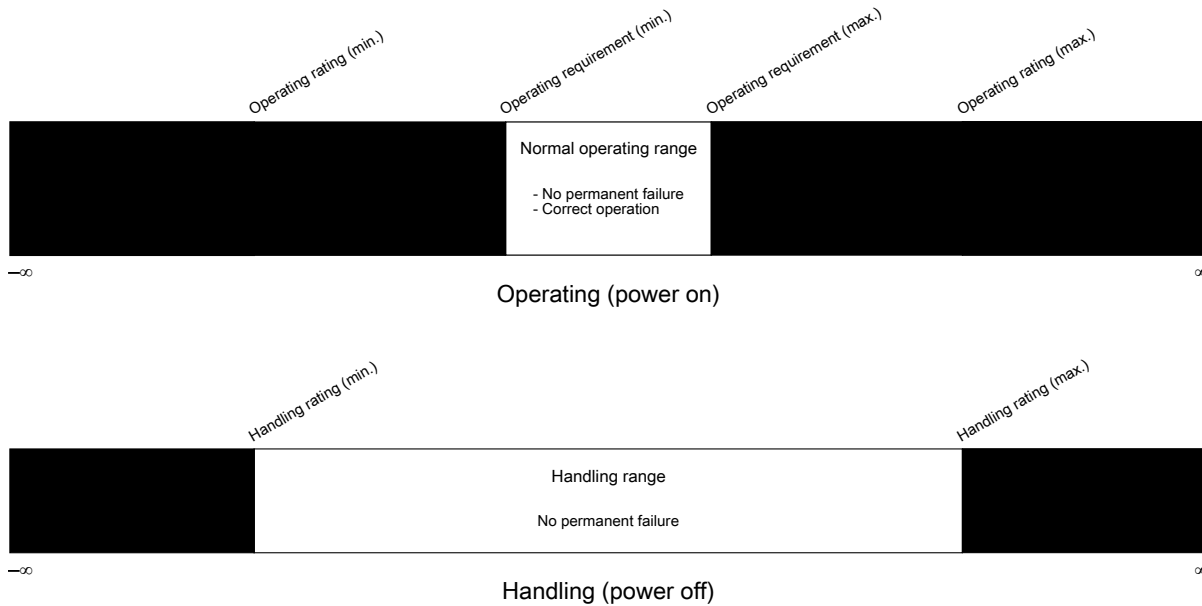 Operating rating (min.)
Operating requirement (min.)
Operating requirement (max.)
Operating rating (max.)
Normal operating range
- No permanent failure
- Correct operation
–∞
∞
Operating (power on)
Handling rating (min.)
Handling rating (max.)
Handling range
No permanent failure
–∞
∞
Handling (power off)